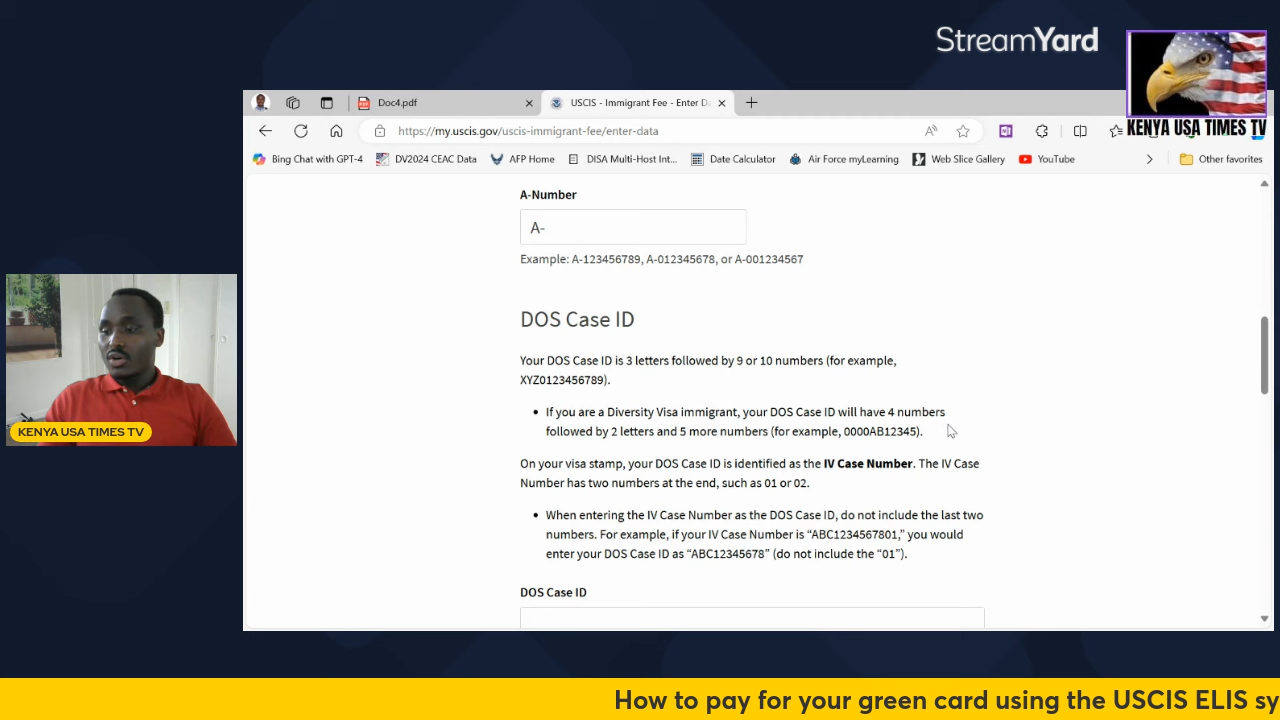 StreamYard
KENYA USA TIMES TV
Doc4.pdf
USCIS - Immigrant Fee - Enter Da
https://my.uscis.gov/uscis-immigrant-fee/enter-data
Bing Chat with GPT-4 DV2024 CEAC Data AFP Home DISA Multi-Host Int... Date Calculator Air Force myLearning Web Slice Gallery YouTube Other favorites
A-Number
A-
Example: A-123456789, A-012345678, or A-001234567
DOS Case ID
Your DOS Case ID is 3 letters followed by 9 or 10 numbers (for example,
XYZ0123456789).
• If you are a Diversity Visa immigrant, your DOS Case ID will have 4 numbers
followed by 2 letters and 5 more numbers (for example, 0000AB12345).
On your visa stamp, your DOS Case ID is identified as the IV Case Number. The IV Case
Number has two numbers at the end, such as 01 or 02.
• When entering the IV Case Number as the DOS Case ID, do not include the last two
numbers. For example, if your IV Case Number is “ABC1234567801,” you would
enter your DOS Case ID as “ABC12345678” (do not include the “01”).
DOS Case ID
KENYA USA TIMES TV
How to pay for your green card using the USCIS ELIS sy